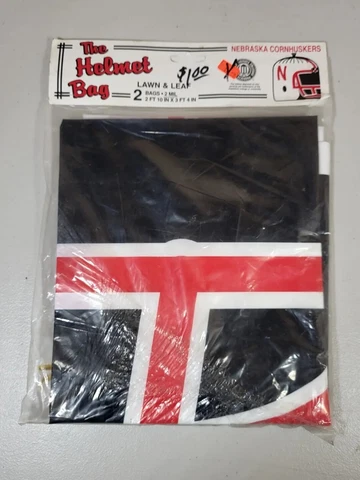 The
Helmet
Bag
$1.00
NEBRASKA CORNHUSKERS
LAWN & LEAF
2 BAGS • 2 MIL
2 FT 10 IN X 3 FT 4 IN
N